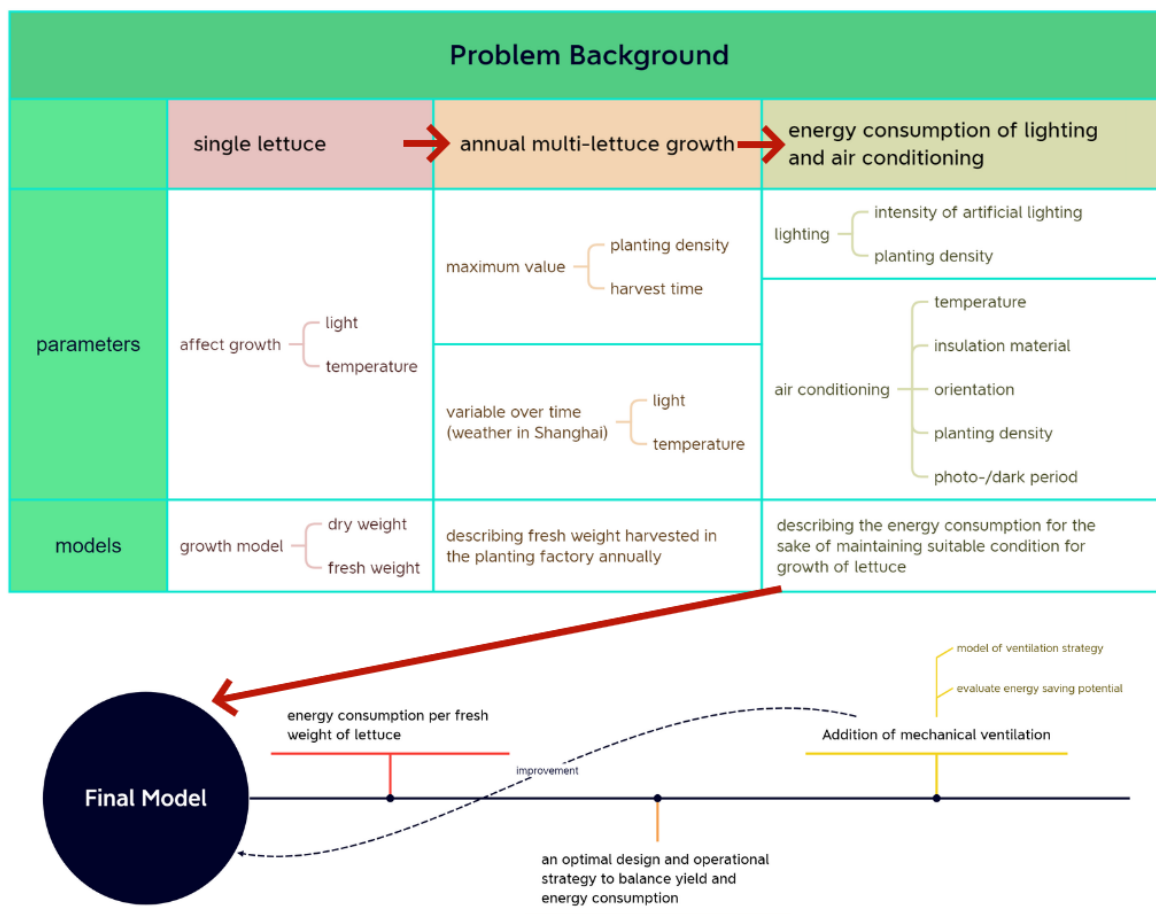 Problem Background
single lettuce
annual multi-lettuce growth
energy consumption of lighting
and air conditioning
parameters
affect growth
light
temperature
maximum value
planting density
harvest time
variable over time
(weather in Shanghai)
light
temperature
lighting
intensity of artificial lighting
planting density
air conditioning
temperature
insulation material
orientation
planting density
photo-/dark period
models
growth model
dry weight
fresh weight
describing fresh weight harvested in
the planting factory annually
describing the energy consumption for the
sake of maintaining suitable condition for
growth of lettuce
Final Model
energy consumption per fresh
weight of lettuce
improvement
an optimal design and operational
strategy to balance yield and
energy consumption
model of ventilation strategy
evaluate energy saving potential
Addition of mechanical ventilation